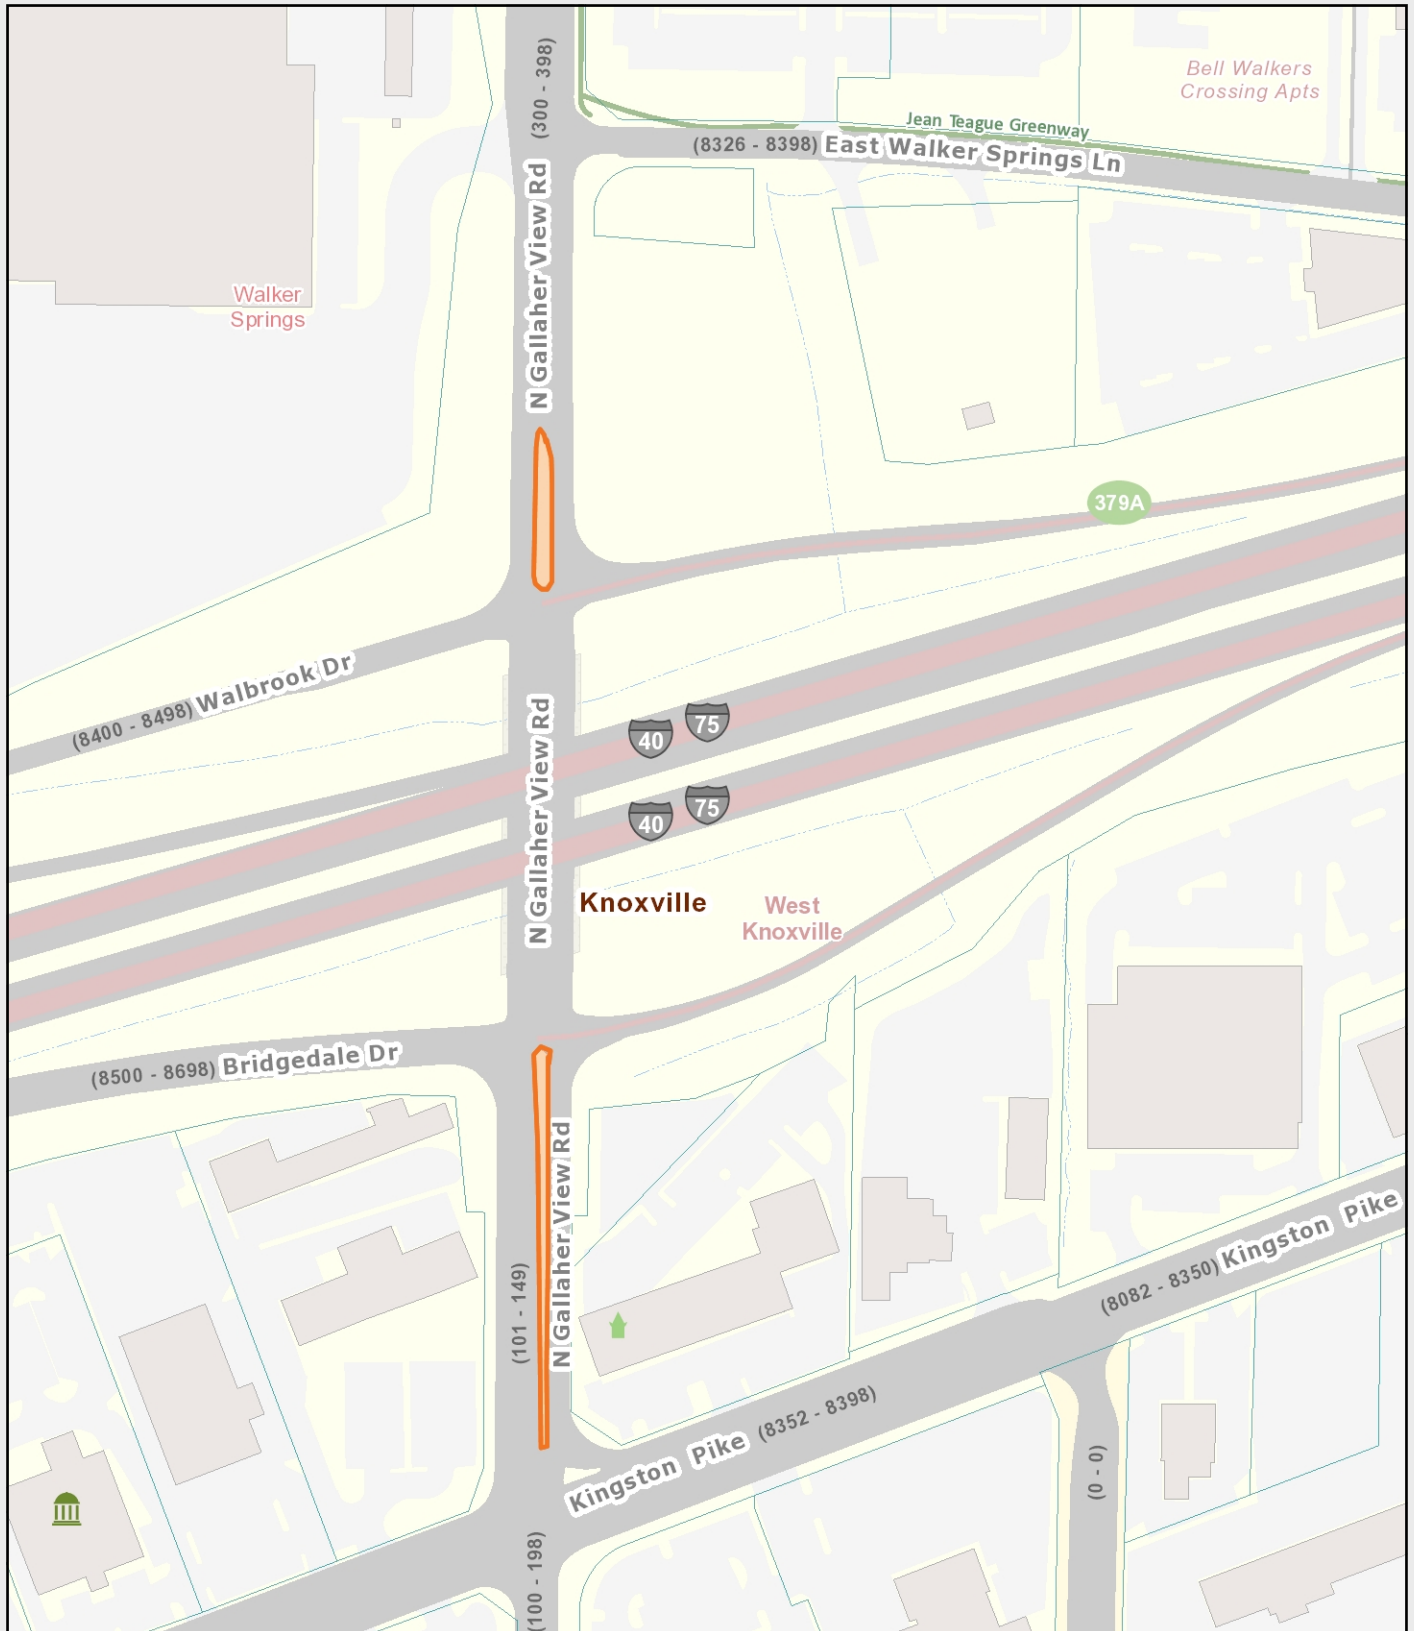 (300 - 398)
Bell Walkers
Crossing Apts
Jean Teague Greenway
(8326 - 8398) East Walker Springs Ln
N Gallaher View Rd
Walker
Springs
379A
(8400 - 8498) Walbrook Dr
N Gallaher View Rd
40 75
40 75
Knoxville
West
Knoxville
(8500 - 8698) Bridgedale Dr
N Gallaher View Rd
(101 - 149)
(8082 - 8350) Kingston Pike
Kingston Pike (8352 - 8398)
(0 - 0)
(100 - 198)